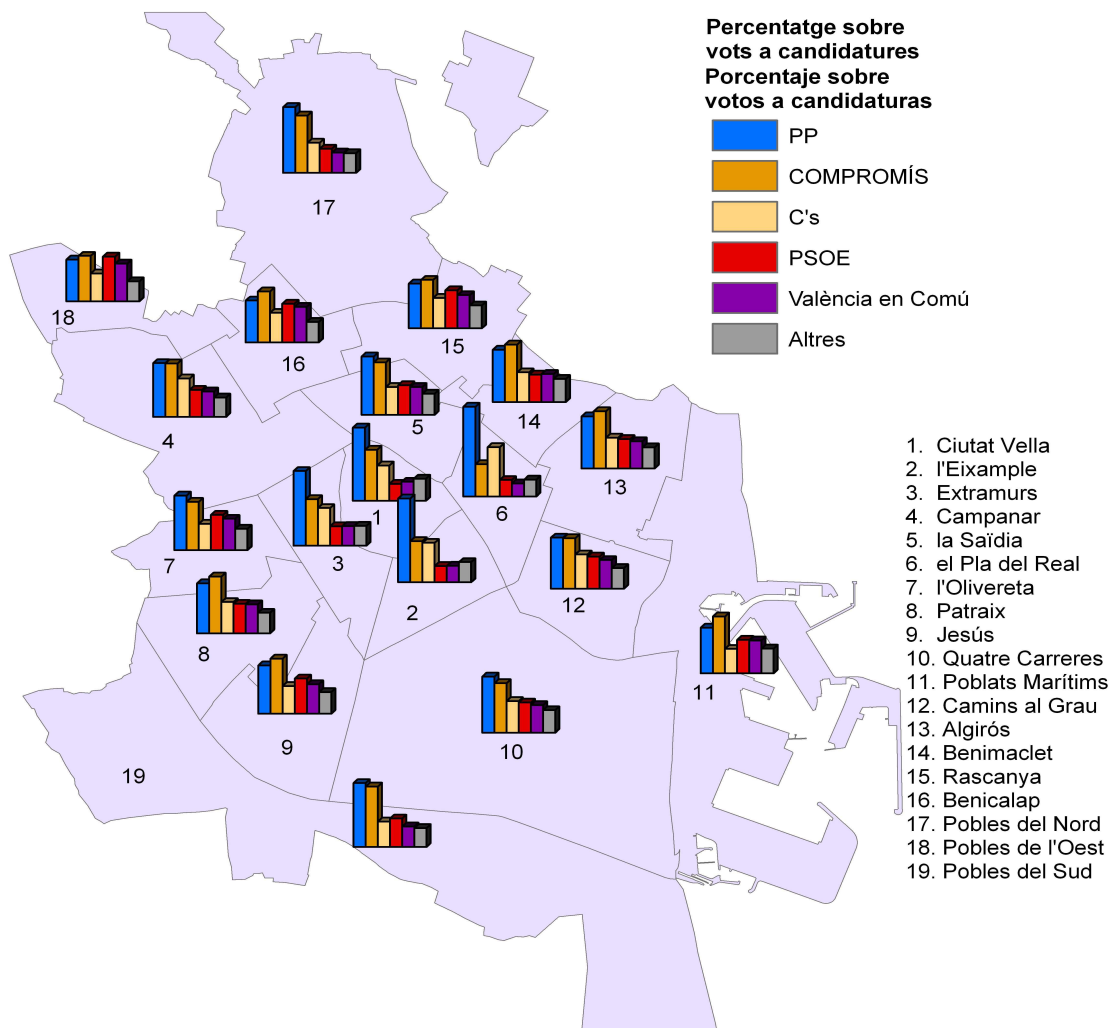 Percentatge sobre
vots a candidatures
Porcentaje sobre
votos a candidaturas
PP
COMPROMÍS
C's
PSOE
València en Comú
Altres
17
18
16
15
4
5
14
13
1
6
7
3
2
12
8
11
9
10
19
1. Ciutat Vella
2. l'Eixample
3. Extramurs
4. Campanar
5. la Saïdia
6. el Pla del Real
7. l'Olivereta
8. Patraix
9. Jesús
10. Quatre Carreres
11. Poblats Marítims
12. Camins al Grau
13. Algirós
14. Benimaclet
15. Rascanya
16. Benicalap
17. Pobles del Nord
18. Pobles de l'Oest
19. Pobles del Sud